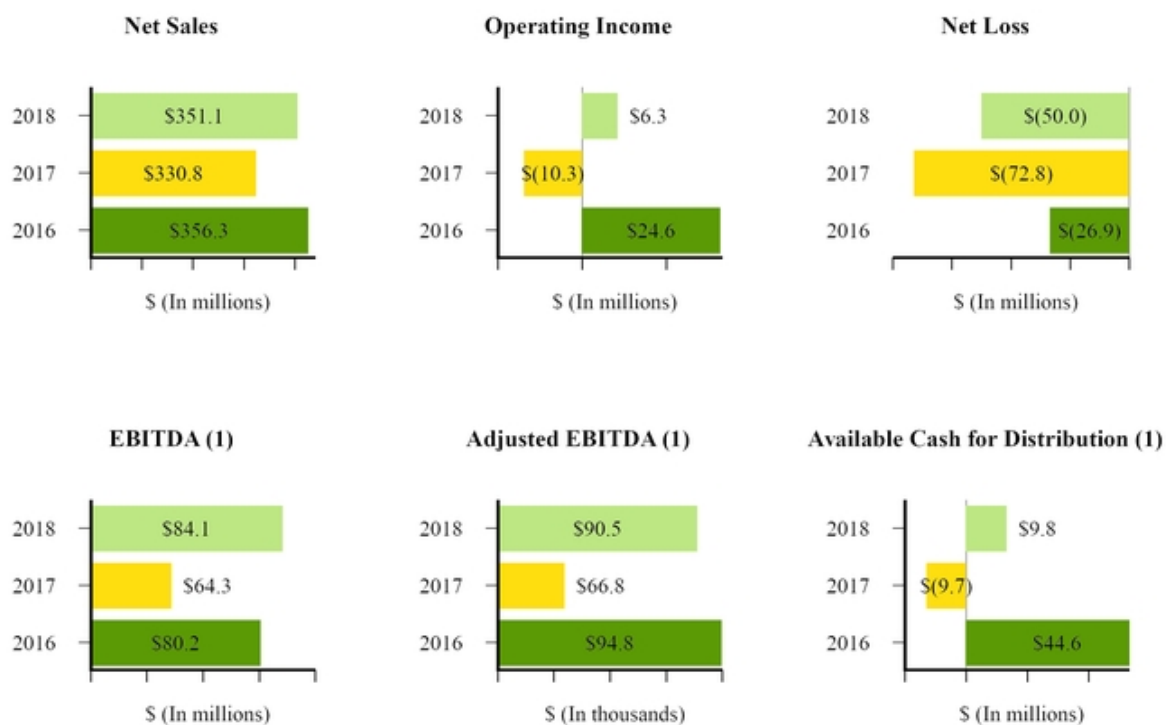 Net Sales
2018 $351.1
2017 $330.8
2016 $356.3
$ (In millions)
Operating Income
$6.3
$(10.3)
$24.6
$ (In millions)
Net Loss
2018 $(50.0)
2017 $(72.8)
2016 $(26.9)
$ (In millions)
EBITDA (1)
2018 $84.1
2017 $64.3
2016 $80.2
$ (In millions)
Adjusted EBITDA (1)
2018 $90.5
2017 $66.8
2016 $94.8
$ (In thousands)
Available Cash for Distribution (1)
2018 $9.8
2017 $(9.7)
2016 $44.6
$ (In millions)